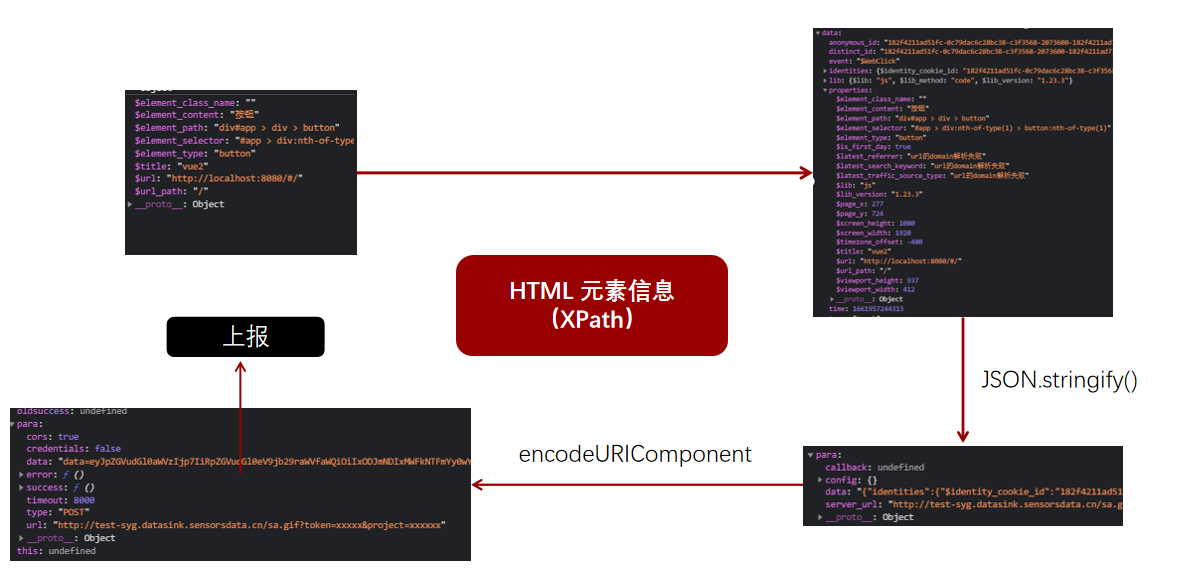 Object
$element_class_name: ""
$element_content: "按钮"
$element_path: "div#app > div > button"
$element_selector: "#app > div:nth-of-type
$element_type: "button"
$title: "vue2"
$url: "http://localhost:8080/#/"
$url_path: "/"
__proto__: Object
data:
anonymous_id: "182f4211ad51fc-0c79dac6c28bc38-c3f3568-2073600-182f4211ad
distinct_id: "182f4211ad51fc-0c79dac6c28bc38-c3f3568-2073600-182f4211ad7
event: "$WebClick"
identities: {$identity_cookie_id: "182f4211ad51fc-0c79dac6c28bc38-c3f3568
lib: {$lib: "js", $lib_method: "code", $lib_version: "1.23.3"}
properties:
$element_class_name: ""
$element_content: "按钮"
$element_path: "div#app > div > button"
$element_selector: "#app > div:nth-of-type(1) > button:nth-of-type(1)"
$element_type: "button"
$is_first_day: true
$latest_referrer: "url的domain解析失败"
$latest_search_keyword: "url的domain解析失败"
$latest_traffic_source_type: "url的domain解析失败"
$lib: "js"
$lib_version: "1.23.3"
$page_x: 277
$page_y: 724
$screen_height: 1080
$screen_width: 1920
$timezone_offset: -480
$title: "vue2"
$url: "http://localhost:8080/#/"
$url_path: "/"
$viewport_height: 937
$viewport_width: 412
__proto__: Object
time: 1661957244313
HTML 元素信息
（XPath）
上报
JSON.stringify()
encodeURIComponent
para:
callback: undefined
config: {}
data: "{"identities":{"$identity_cookie_id":"182f4211ad51
server_url: "http://test-syg.datasink.sensorsdata.cn/sa.g
__proto__: Object
oldsuccess: undefined
para:
cors: true
credentials: false
error: ƒ ()
success: ƒ ()
timeout: 8000
type: "POST"
url: "http://test-syg.datasink.sensorsdata.cn/sa.gif?token=xxxxx&project=xxxxxx"
__proto__: Object
this: undefined